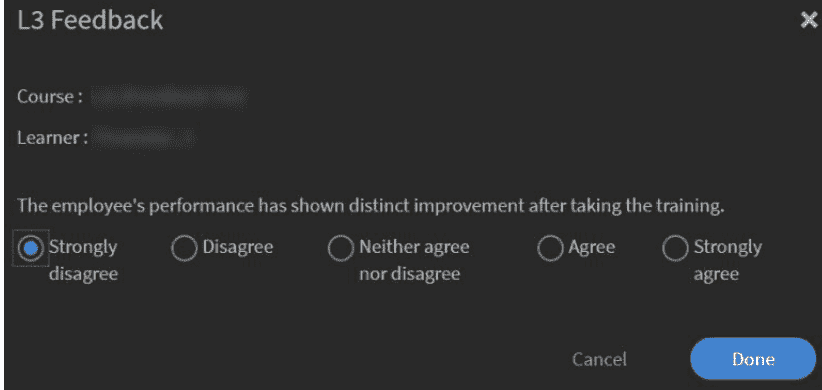 L3 Feedback
Course :
Learner :
The employee's performance has shown distinct improvement after taking the training.
Strongly disagree
Disagree
Neither agree nor disagree
Agree
Strongly agree
Cancel
Done